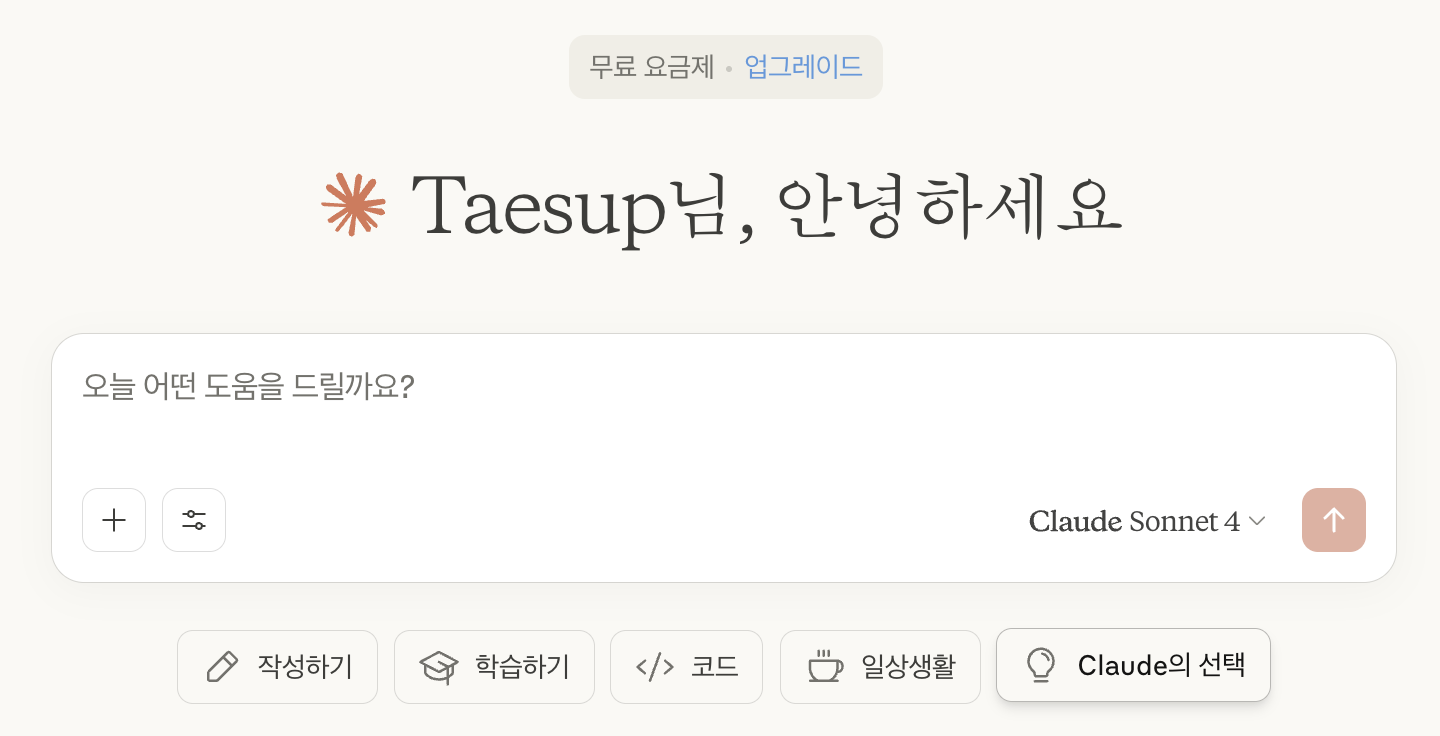 무료 요금제 • 업그레이드
Taesup님, 안녕하세요
오늘 어떤 도움을 드릴까요?
Claude Sonnet 4
작성하기
학습하기
코드
일상생활
Claude의 선택